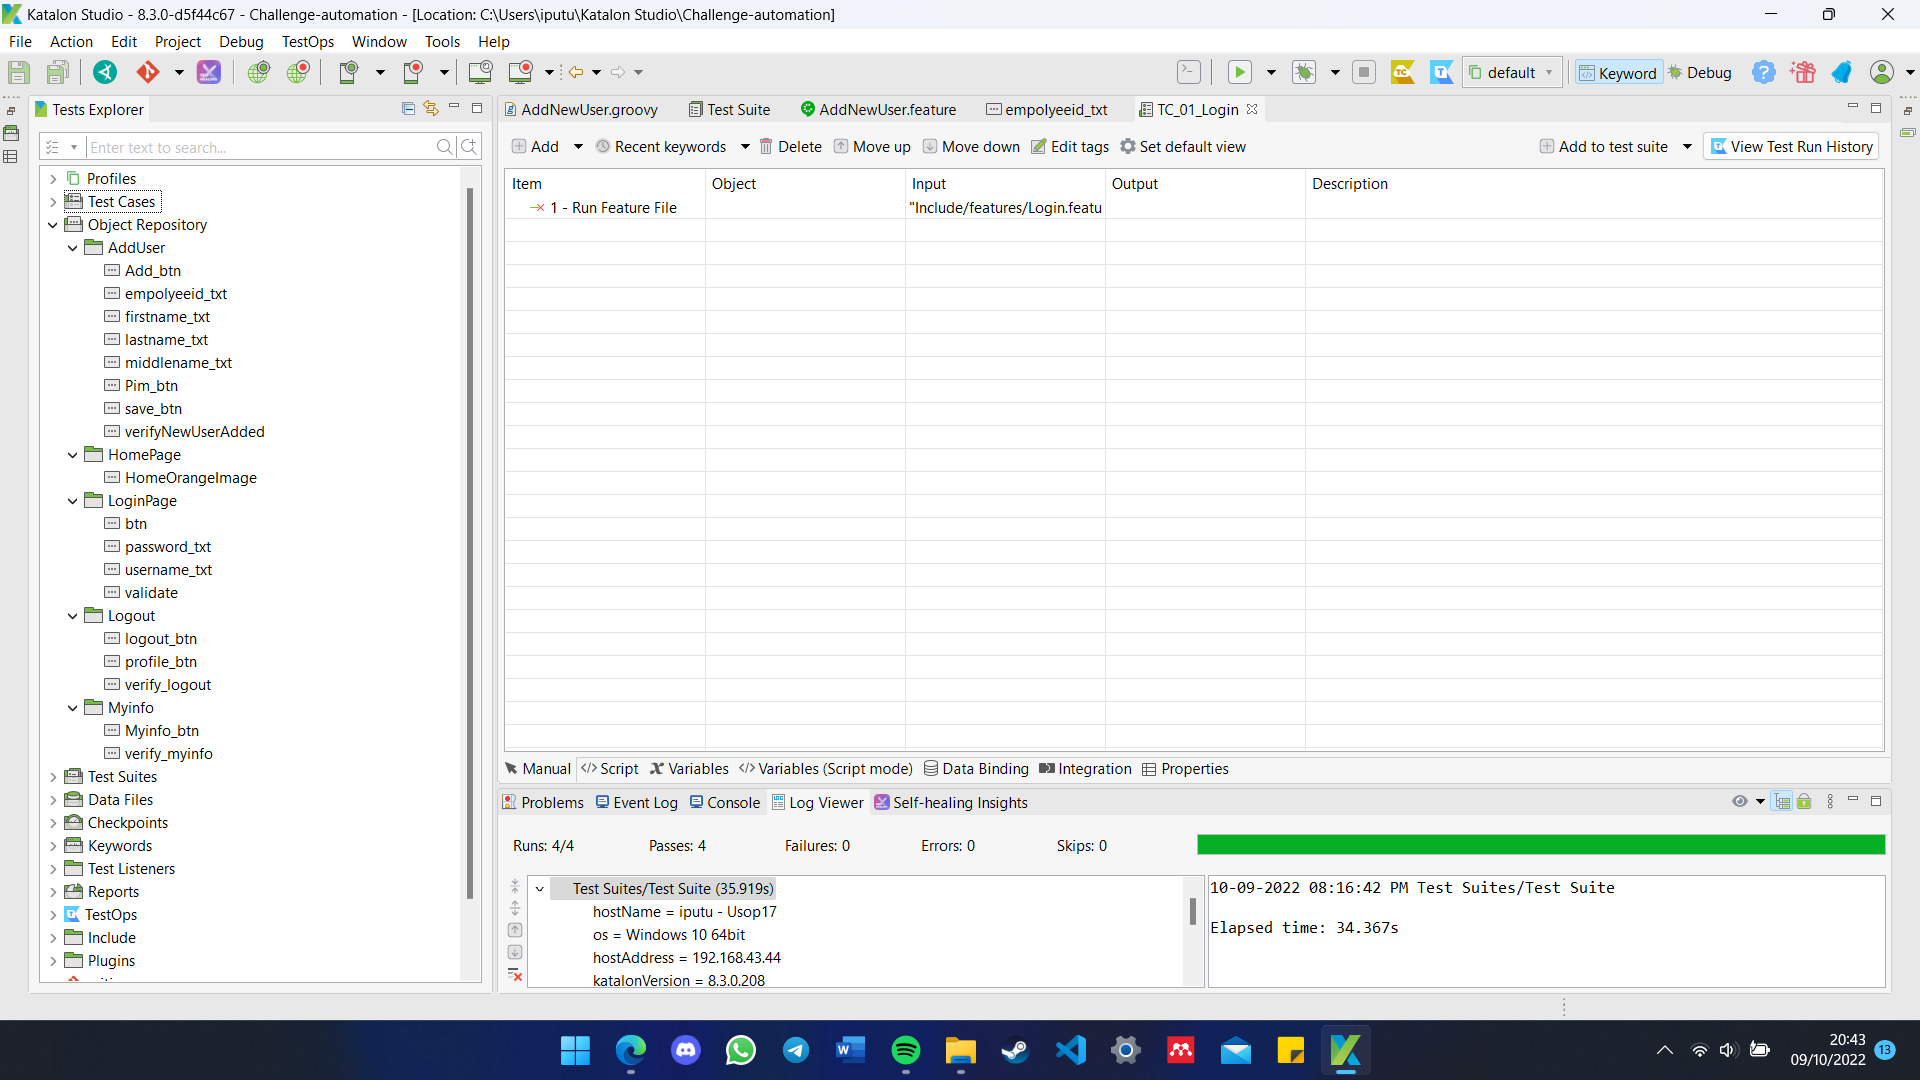 Katalon Studio - 8.3.0-d5f44c67 - Challenge-automation - [Location: C:\Users\iputu\Katalon Studio\Challenge-automation]
File Action Edit Project Debug TestOps Window Tools Help
default Keyword Debug
Tests Explorer
Enter text to search...
Profiles
Test Cases
Object Repository
AddUser
Add_btn
empolyeeid_txt
firstname_txt
lastname_txt
middlename_txt
Pim_btn
save_btn
verifyNewUserAdded
HomePage
HomeOrangeImage
LoginPage
btn
password_txt
username_txt
validate
Logout
logout_btn
profile_btn
verify_logout
Myinfo
Myinfo_btn
verify_myinfo
Test Suites
Data Files
Checkpoints
Keywords
Test Listeners
Reports
TestOps
Include
Plugins
AddNewUser.groovy Test Suite AddNewUser.feature empolyeeid_txt TC_01_Login
Add Recent keywords Delete Move up Move down Edit tags Set default view Add to test suite View Test Run History
Item Object Input Output Description
1 - Run Feature File "Include/features/Login.featu
Manual Script Variables Variables (Script mode) Data Binding Integration Properties
Problems Event Log Console Log Viewer Self-healing Insights
Runs: 4/4 Passes: 4 Failures: 0 Errors: 0 Skips: 0
Test Suites/Test Suite (35.919s)
hostName = iputu - Usop17
os = Windows 10 64bit
hostAddress = 192.168.43.44
katalonVersion = 8.3.0.208
10-09-2022 08:16:42 PM Test Suites/Test Suite
Elapsed time: 34.367s
20:43
09/10/2022
13